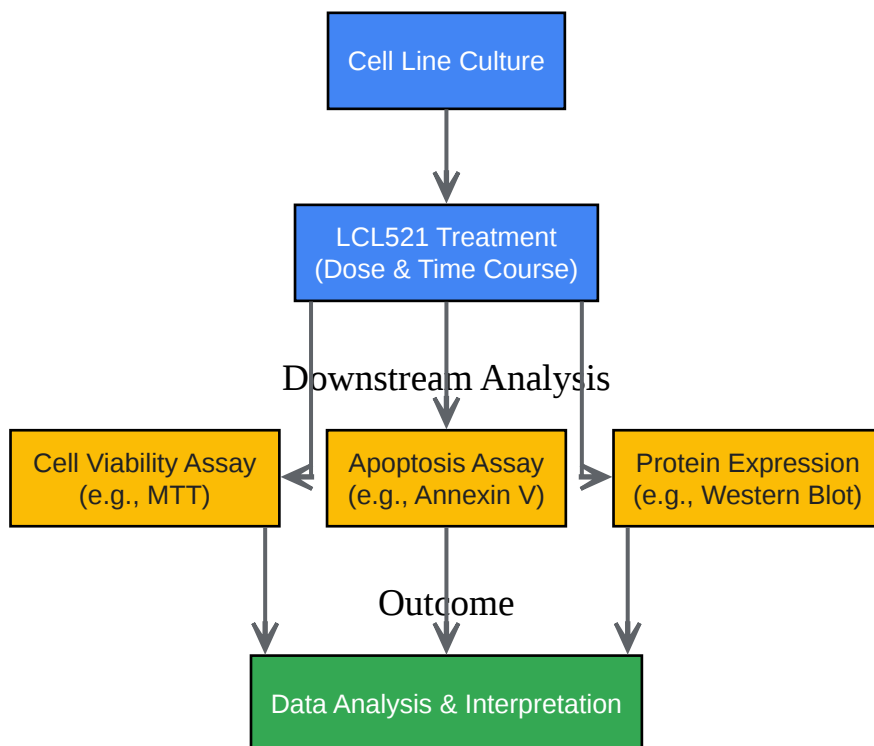 Cell Line Culture
LCL521 Treatment
(Dose & Time Course)
Downstream Analysis
Cell Viability Assay
(e.g., MTT)
Apoptosis Assay
(e.g., Annexin V)
Protein Expression
(e.g., Western Blot)
Outcome
Data Analysis & Interpretation